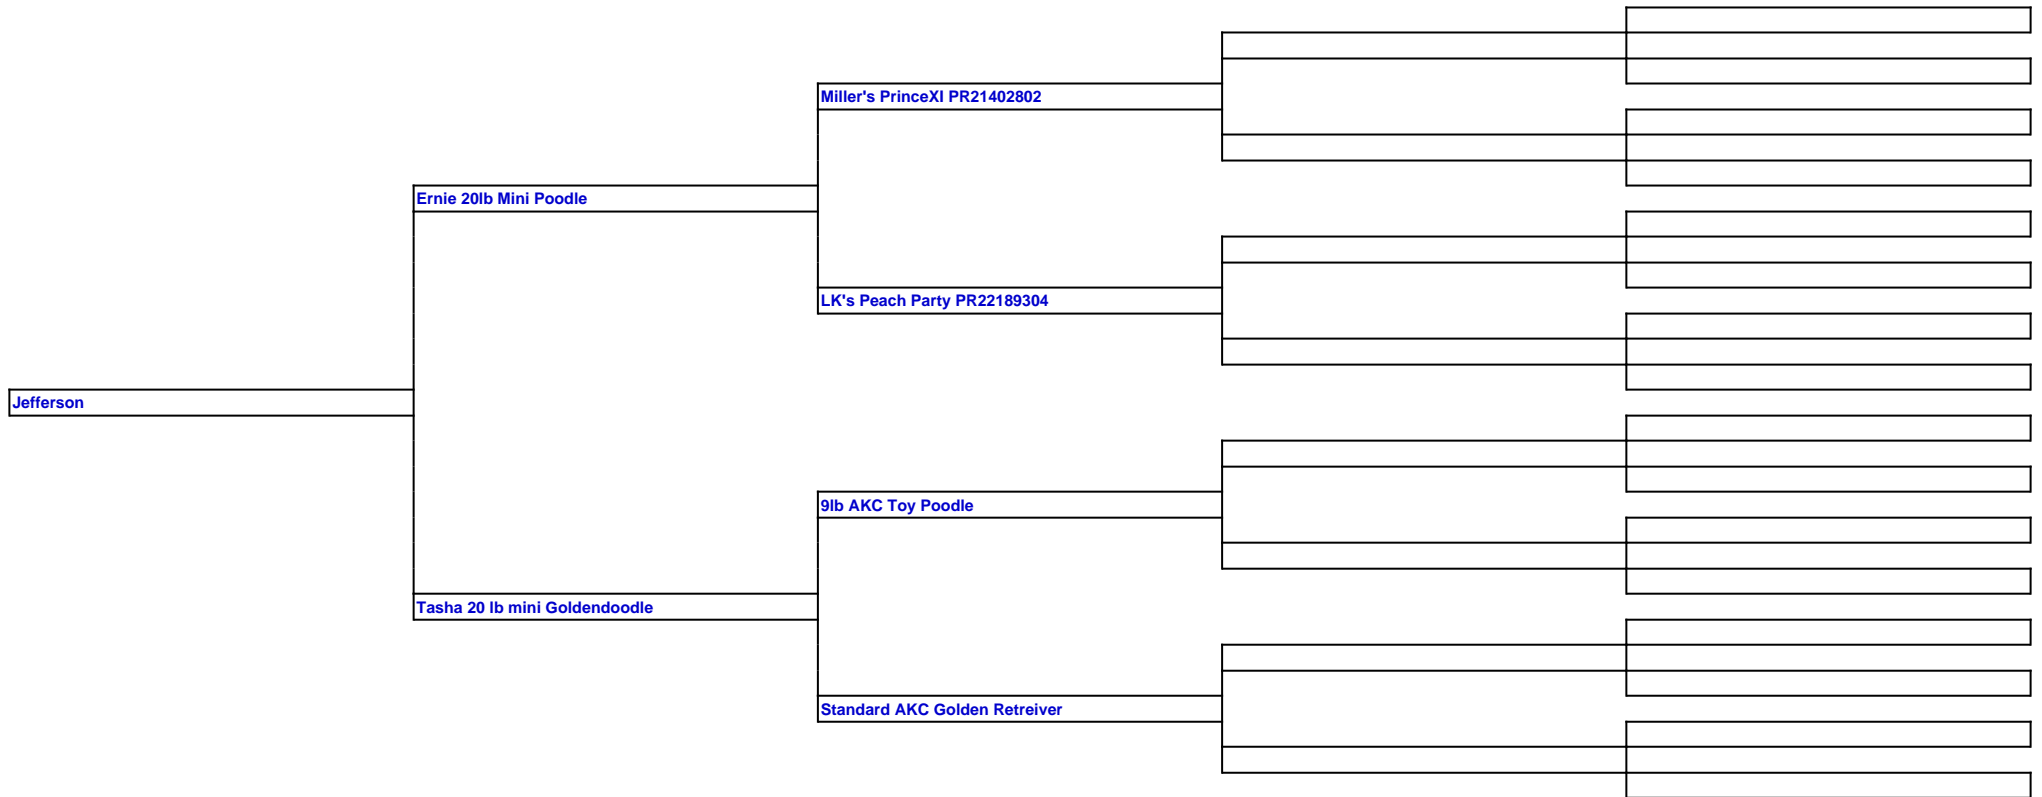 Miller's PrinceXI PR21402802
Ernie 20lb Mini Poodle
LK's Peach Party PR22189304
Jefferson
9lb AKC Toy Poodle
Tasha 20 lb mini Goldendoodle
Standard AKC Golden Retreiver